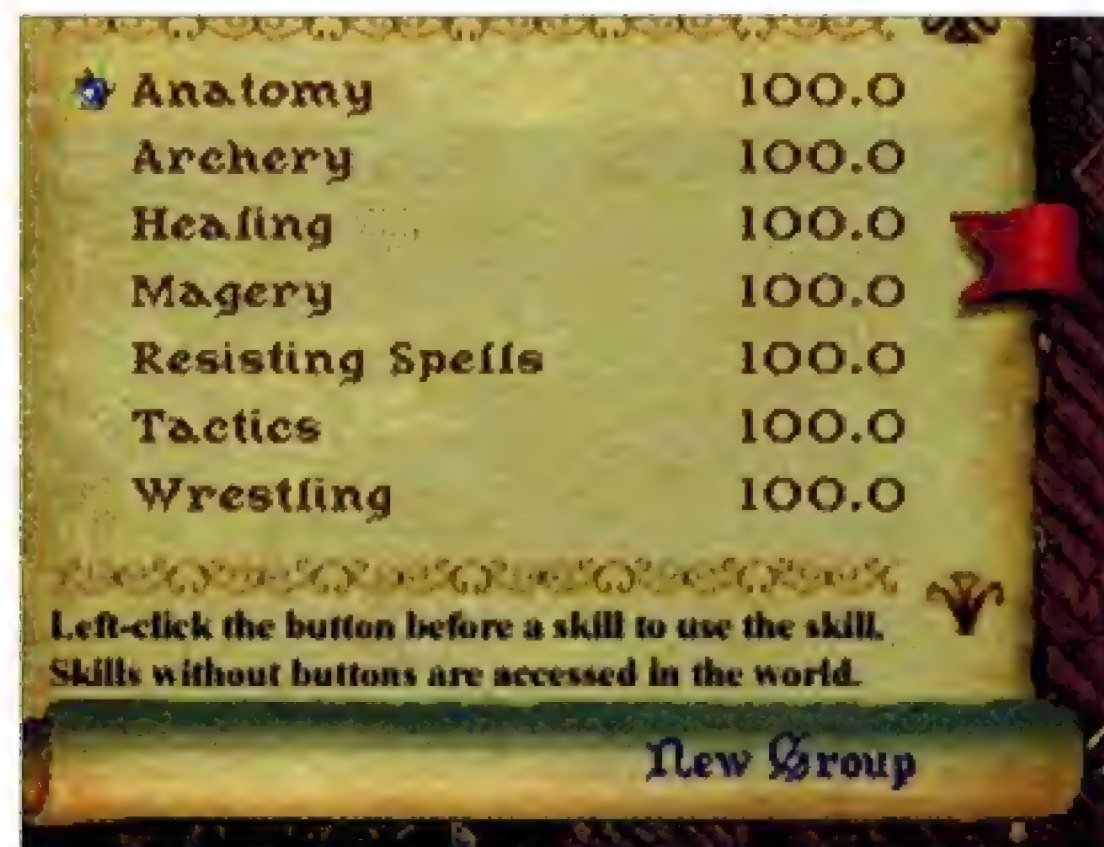 Anatomy 100.0
Archery 100.0
Healing 100.0
Magery 100.0
Resisting Spells 100.0
Tactics 100.0
Wrestling 100.0
Left-click the button before a skill to use the skill.
Skills without buttons are accessed in the world.
New Group